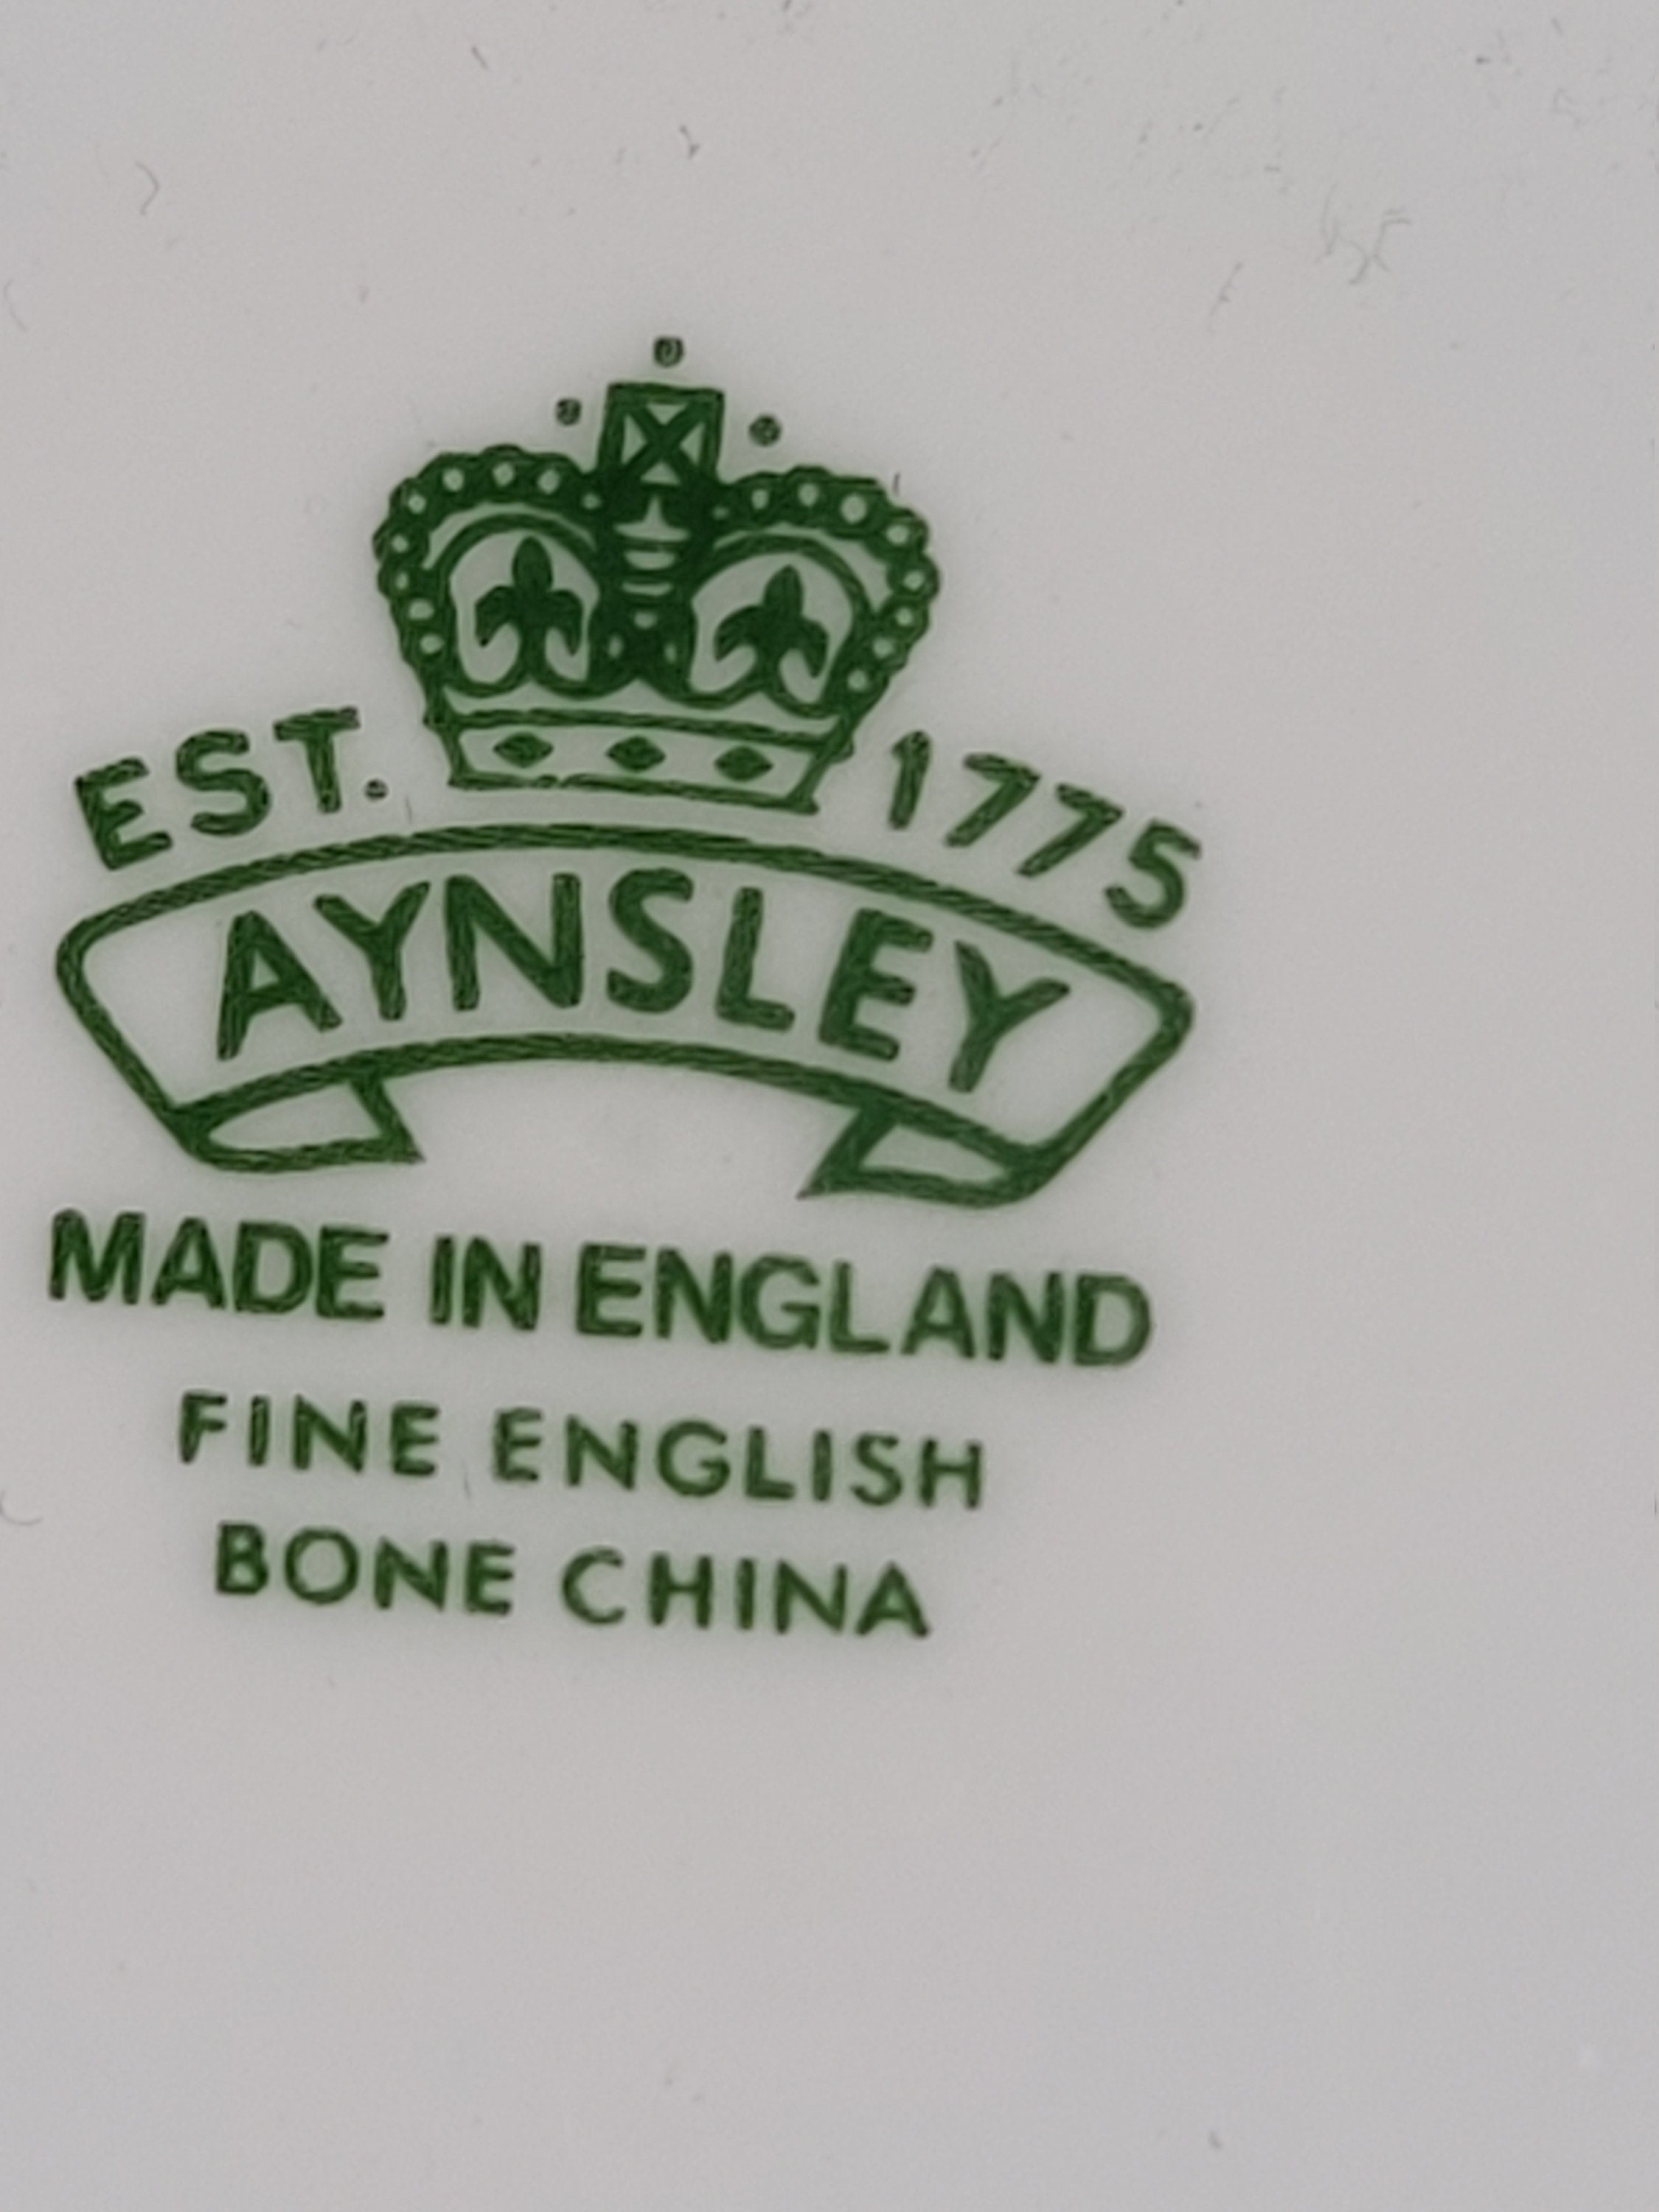 EST. 1775
AYNSLEY
MADE IN ENGLAND
FINE ENGLISH
BONE CHINA